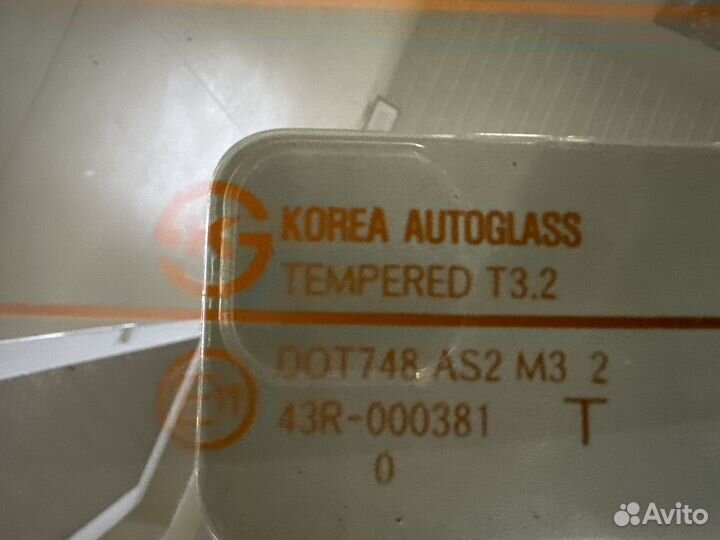 KOREA AUTOGLASS
TEMPERED T3.2
DOT748 AS2 M3 2
43R-000381 T
0
Avito